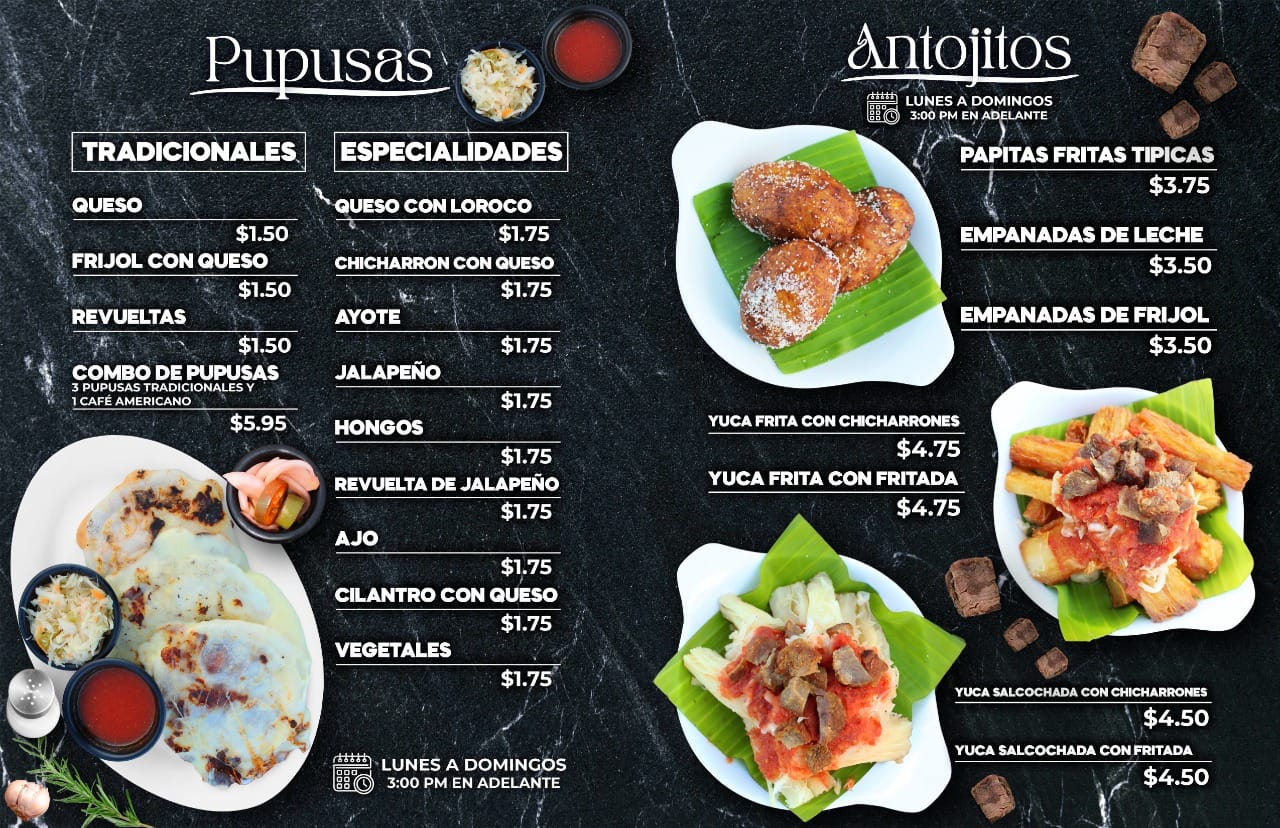 Pupusas
TRADICIONALES
QUESO
$1.50
FRIJOL CON QUESO
$1.50
REVUELTAS
$1.50
COMBO DE PUPUSAS
3 PUPUSAS TRADICIONALES Y
1 CAFÉ AMERICANO
$5.95
ESPECIALIDADES
QUESO CON LOROCO
$1.75
CHICHARRON CON QUESO
$1.75
AYOTE
$1.75
JALAPEÑO
$1.75
HONGOS
$1.75
REVUELTA DE JALAPEÑO
$1.75
AJO
$1.75
CILANTRO CON QUESO
$1.75
VEGETALES
$1.75
LUNES A DOMINGOS
3:00 PM EN ADELANTE
Antojitos
LUNES A DOMINGOS
3:00 PM EN ADELANTE
PAPITAS FRITAS TIPICAS
$3.75
EMPANADAS DE LECHE
$3.50
EMPANADAS DE FRIJOL
$3.50
YUCA FRITA CON CHICHARRONES
$4.75
YUCA FRITA CON FRITADA
$4.75
YUCA SALCOCHADA CON CHICHARRONES
$4.50
YUCA SALCOCHADA CON FRITADA
$4.50